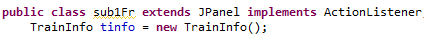 public class sub1Fr extends JPanel implements ActionListener
TrainInfo tinfo = new TrainInfo();